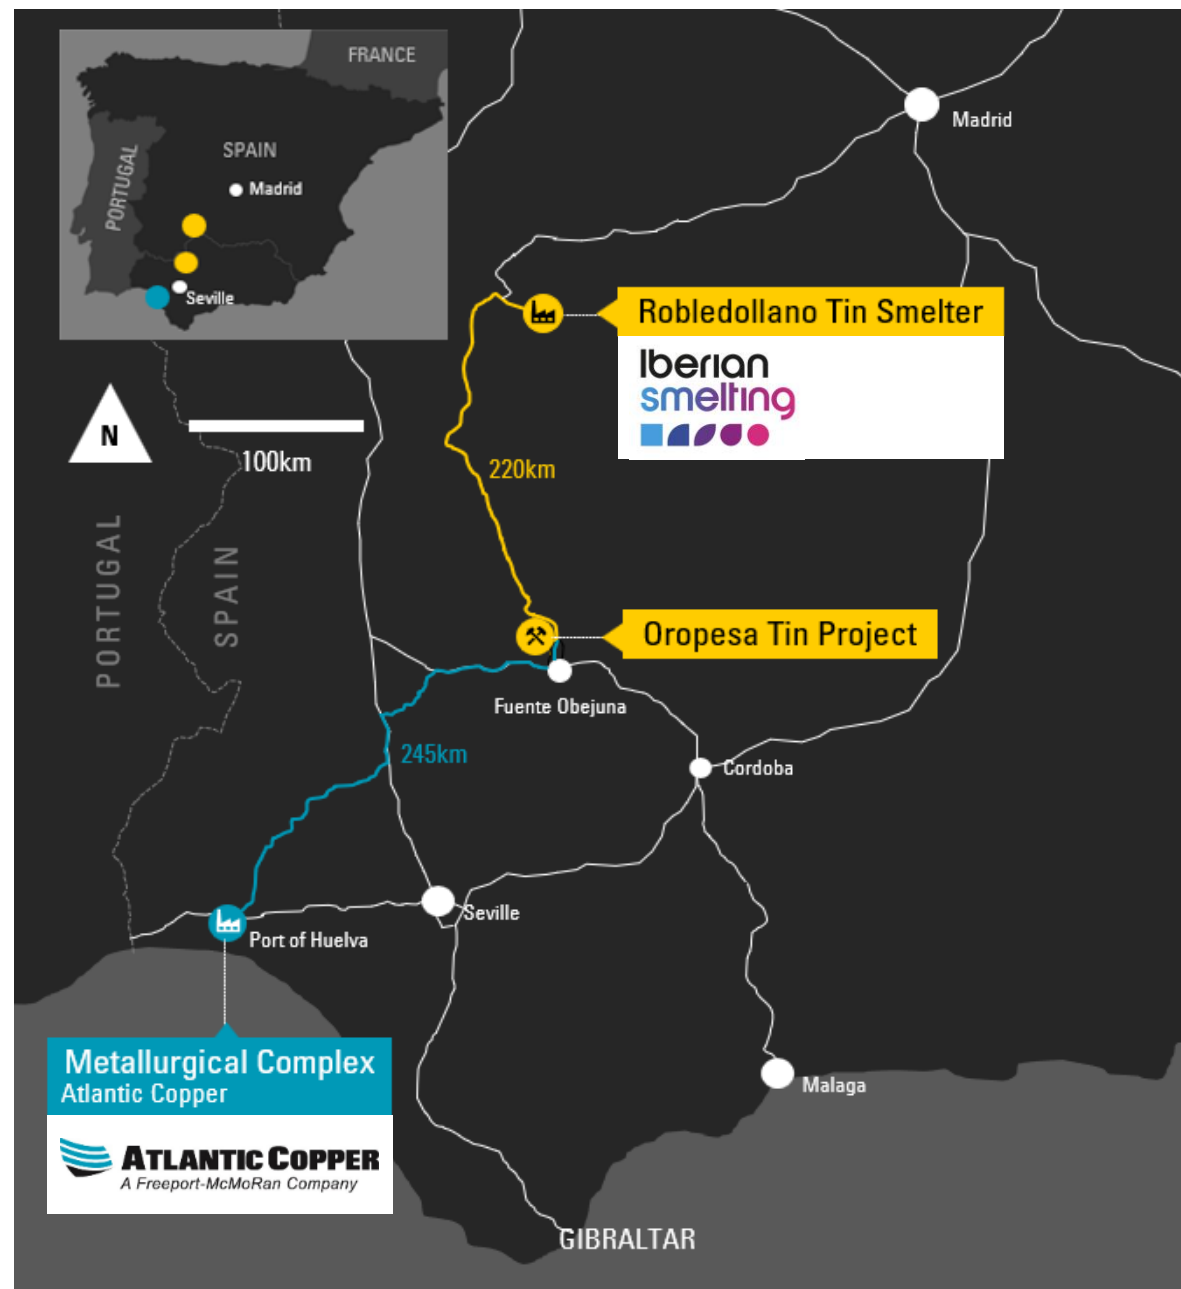 FRANCE
SPAIN
PORTUGAL
Madrid
Seville
Madrid
Robledollano Tin Smelter
Iberian
smelting
N
100km
220km
PORTUGAL
SPAIN
Oropesa Tin Project
Fuente Obejuna
245km
Cordoba
Seville
Port of Huelva
Metallurgical Complex
Atlantic Copper
ATLANTIC COPPER
A Freeport-McMoRan Company
Malaga
GIBRALTAR